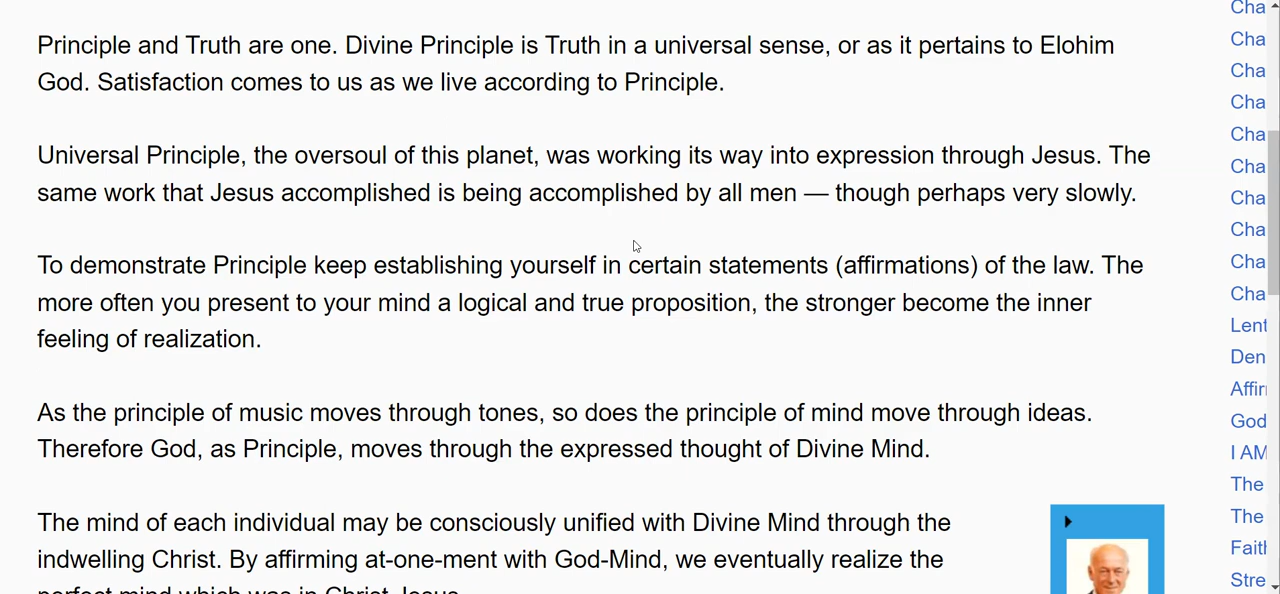 Principle and Truth are one. Divine Principle is Truth in a universal sense, or as it pertains to Elohim
God. Satisfaction comes to us as we live according to Principle.
Universal Principle, the oversoul of this planet, was working its way into expression through Jesus. The
same work that Jesus accomplished is being accomplished by all men — though perhaps very slowly.
To demonstrate Principle keep establishing yourself in certain statements (affirmations) of the law. The
more often you present to your mind a logical and true proposition, the stronger become the inner
feeling of realization.
As the principle of music moves through tones, so does the principle of mind move through ideas.
Therefore God, as Principle, moves through the expressed thought of Divine Mind.
The mind of each individual may be consciously unified with Divine Mind through the
indwelling Christ. By affirming at-one-ment with God-Mind, we eventually realize the
perfect mind which was in Christ Jesus.
Cha
Cha
Cha
Cha
Cha
Cha
Cha
Cha
Cha
Cha
Lent
Den
Affir
God
I AM
The
The
Faith
Stre